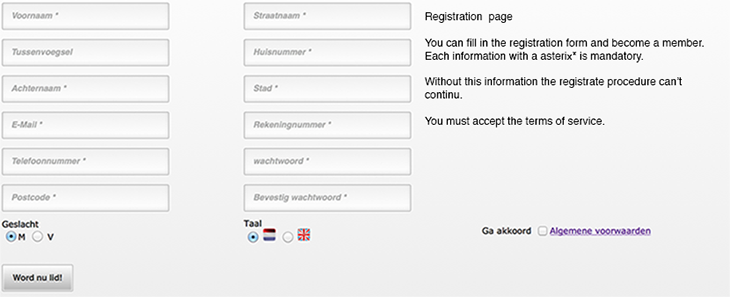 Voornaam *
Straatnaam *
Registration page
Tussenvoegsel
Huisnummer *
You can fill in the registration form and become a member.
Each information with a asterix* is mandatory.
Achternaam *
Stad *
Without this information the registrate procedure can't
continu.
E-Mail *
Rekeningnummer *
You must accept the terms of service.
Telefoonnummer *
wachtwoord *
Postcode *
Bevestig wachtwoord *
Geslacht
M V
Taal
Ga akkoord Algemene voorwaarden
Word nu lid!